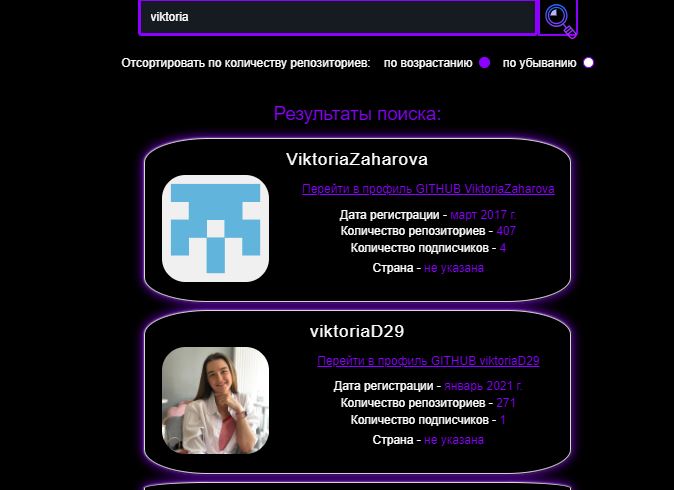 viktoria
Отсортировать по количеству репозиториев: по возрастанию по убыванию
Результаты поиска:
ViktoriaZaharova
Перейти в профиль GITHUB ViktoriaZaharova
Дата регистрации - март 2017 г.
Количество репозиториев - 407
Количество подписчиков - 4
Страна - не указана
viktoriaD29
Перейти в профиль GITHUB viktoriaD29
Дата регистрации - январь 2021 г.
Количество репозиториев - 271
Количество подписчиков - 1
Страна - не указана